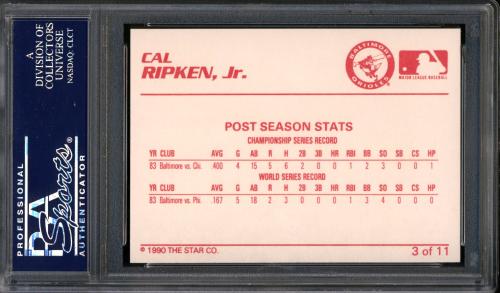 A
DIVISION OF
COLLECTORS
UNIVERSE
NASDAQ: CLCT
PROFESSIONAL
PSA
Sports
®
AUTHENTICATOR
CAL
RIPKEN, Jr.
BALTIMORE
ORIOLES
MAJOR LEAGUE BASEBALL
POST SEASON STATS
CHAMPIONSHIP SERIES RECORD
YR CLUB AVG G AB R H 2B 3B HR RBI BB SO SB CS HP
83 Baltimore vs. Chi. .400 4 15 5 6 2 0 0 1 2 3 0 0 1
WORLD SERIES RECORD
YR CLUB AVG G AB R H 2B 3B HR RBI BB SO SB CS HP
83 Baltimore vs. Phi. .167 5 18 2 3 0 0 0 1 3 4 0 0 0
© 1990 THE STAR CO.
3 of 11